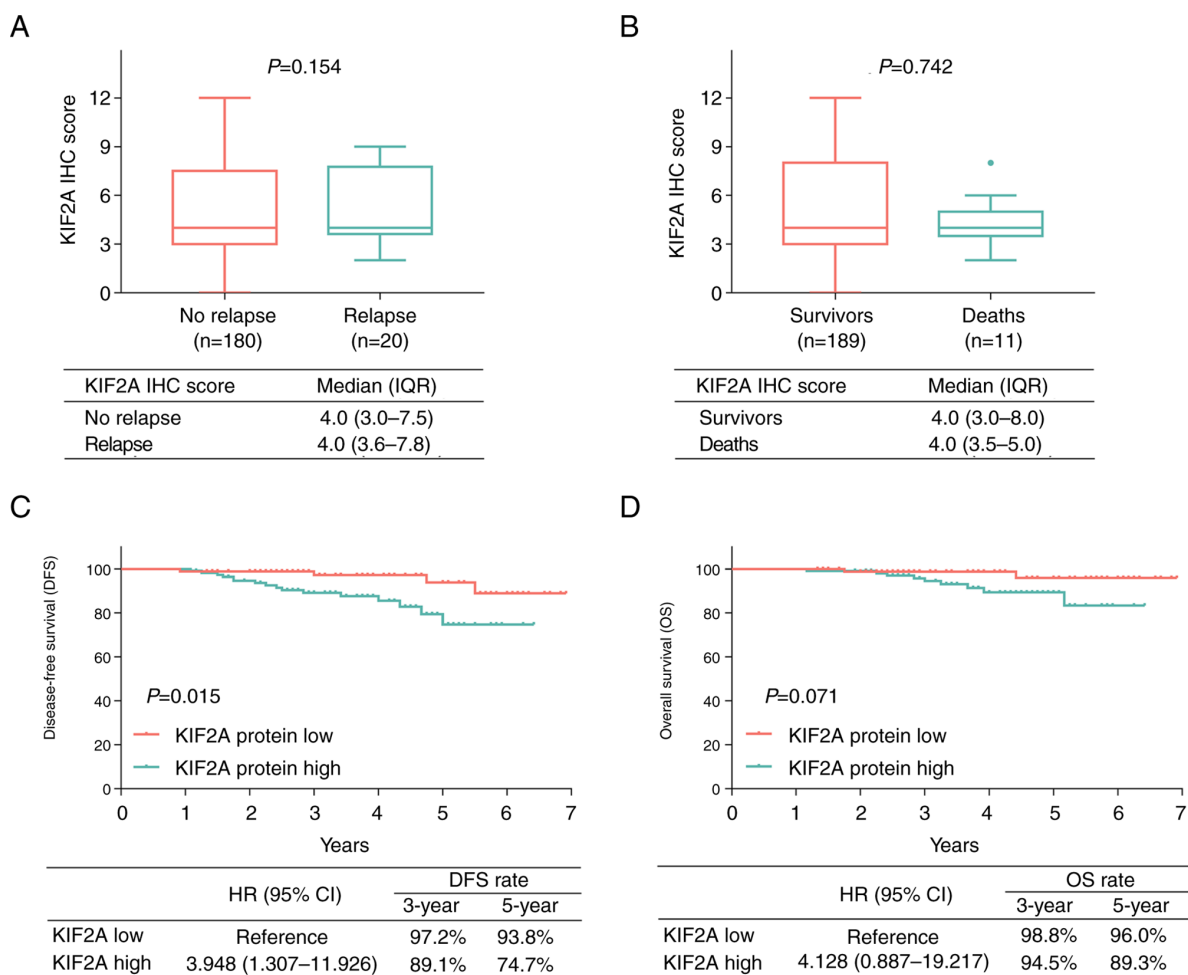 A
P=0.154
KIF2A IHC score
12
9
6
3
0
No relapse
(n=180)
Relapse
(n=20)
KIF2A IHC score Median (IQR)
No relapse 4.0 (3.0–7.5)
Relapse 4.0 (3.6–7.8)
B
P=0.742
KIF2A IHC score
12
9
6
3
0
Survivors
(n=189)
Deaths
(n=11)
KIF2A IHC score Median (IQR)
Survivors 4.0 (3.0–8.0)
Deaths 4.0 (3.5–5.0)
C
Disease-free survival (DFS)
100
80
60
40
20
0
P=0.015
KIF2A protein low
KIF2A protein high
0 1 2 3 4 5 6 7
Years
HR (95% CI) DFS rate
3-year 5-year
KIF2A low Reference 97.2% 93.8%
KIF2A high 3.948 (1.307–11.926) 89.1% 74.7%
D
Overall survival (OS)
100
80
60
40
20
0
P=0.071
KIF2A protein low
KIF2A protein high
0 1 2 3 4 5 6 7
Years
HR (95% CI) OS rate
3-year 5-year
KIF2A low Reference 98.8% 96.0%
KIF2A high 4.128 (0.887–19.217) 94.5% 89.3%